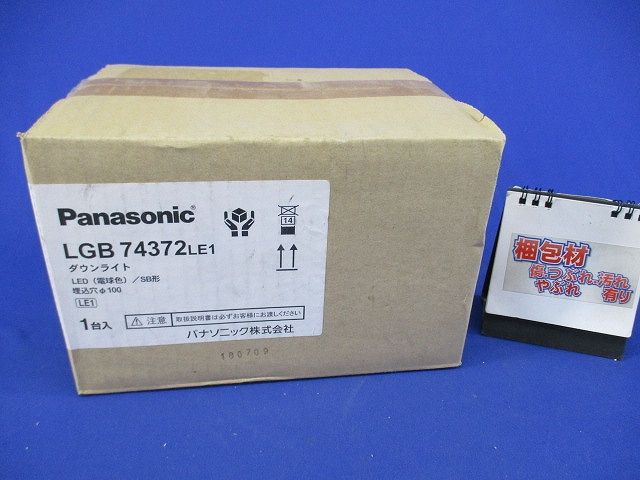 Panasonic®
LGB 74372LE1
ダウンライト
LED（電球色）／SB形
埋込穴φ100
LE1
1台入
注意 取扱説明書は必ずお客様にお渡しください
パナソニック株式会社
14
180709
梱包材
傷つぶれ汚れ
やぶれ 有り